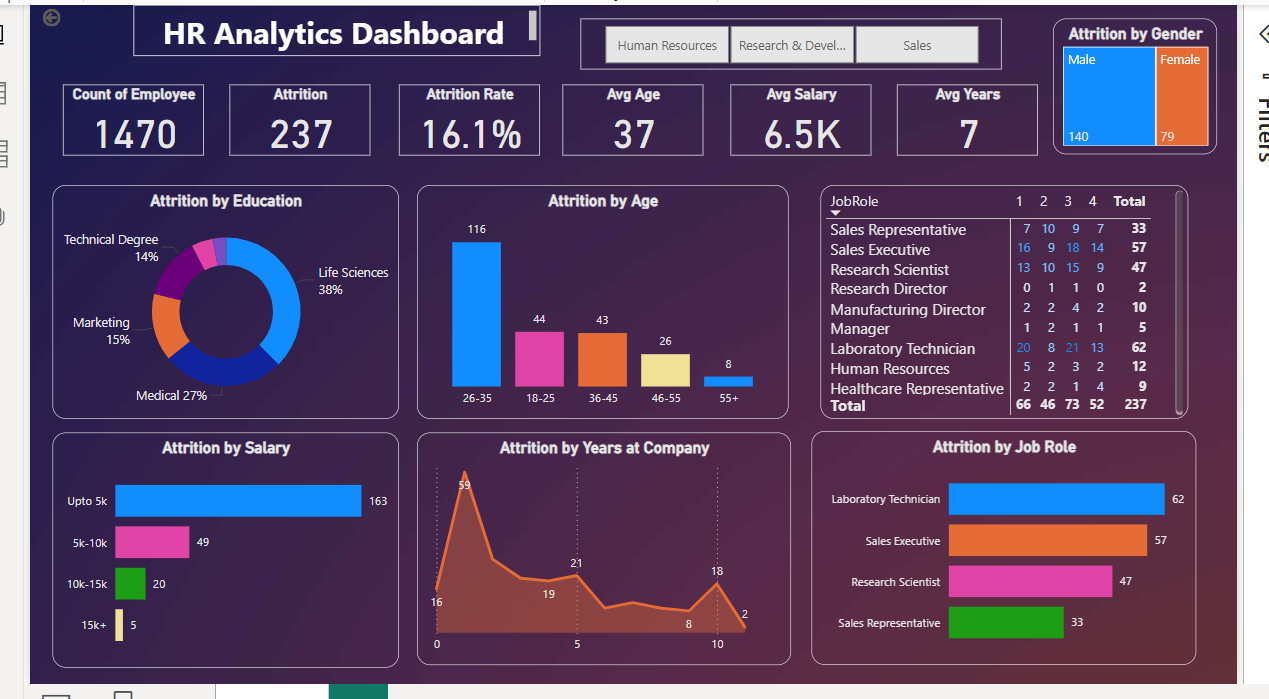 HR Analytics Dashboard
Human Resources
Research & Devel...
Sales
Attrition by Gender
Male
Female
140
79
Filters
Count of Employee
1470
Attrition
237
Attrition Rate
16.1%
Avg Age
37
Avg Salary
6.5K
Avg Years
7
Attrition by Education
Technical Degree
14%
Life Sciences
38%
Marketing
15%
Medical 27%
Attrition by Age
116
44
43
26
8
26-35 18-25 36-45 46-55 55+
JobRole 1 2 3 4 Total
Sales Representative 7 10 9 7 33
Sales Executive 16 9 18 14 57
Research Scientist 13 10 15 9 47
Research Director 0 1 1 0 2
Manufacturing Director 2 2 4 2 10
Manager 1 2 1 1 5
Laboratory Technician 20 8 21 13 62
Human Resources 5 2 3 2 12
Healthcare Representative 2 2 1 4 9
Total 66 46 73 52 237
Attrition by Salary
Upto 5k 163
5k-10k 49
10k-15k 20
15k+ 5
Attrition by Years at Company
59
16
19
21
8
18
2
0 5 10
Attrition by Job Role
Laboratory Technician 62
Sales Executive 57
Research Scientist 47
Sales Representative 33